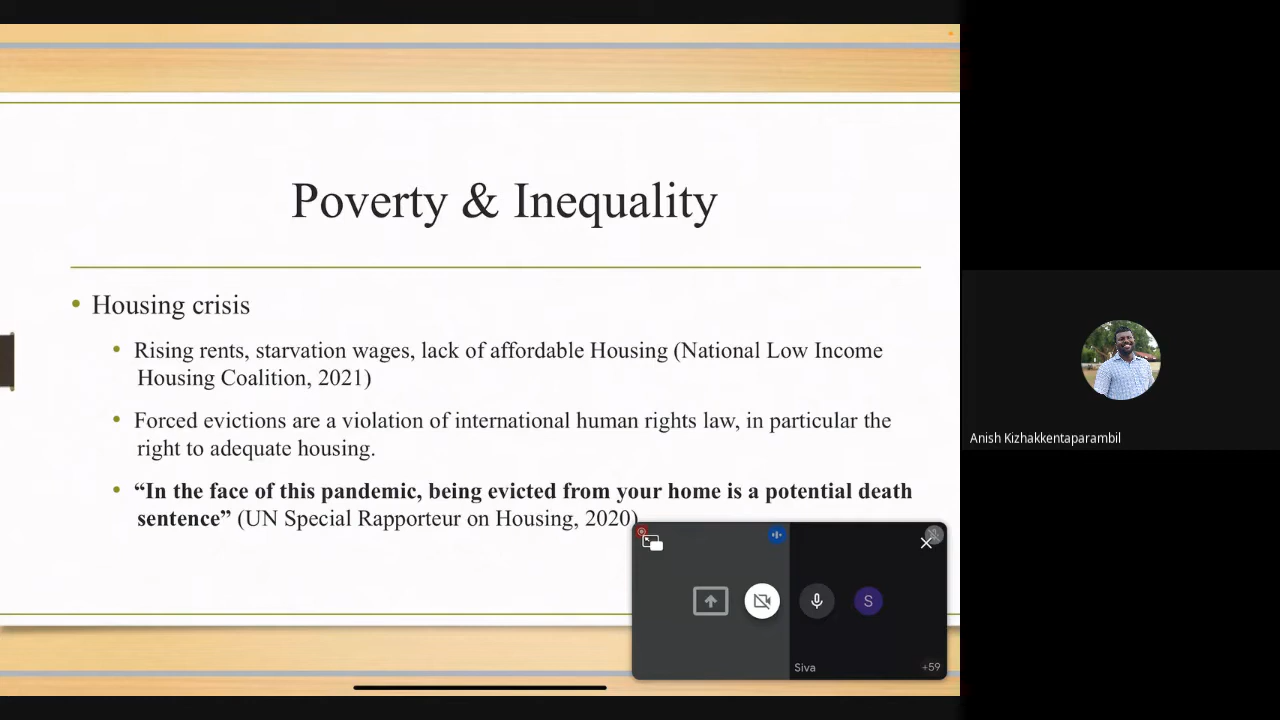 Poverty & Inequality
• Housing crisis
• Rising rents, starvation wages, lack of affordable Housing (National Low Income
Housing Coalition, 2021)
• Forced evictions are a violation of international human rights law, in particular the
right to adequate housing.
• “In the face of this pandemic, being evicted from your home is a potential death
sentence” (UN Special Rapporteur on Housing, 2020)
S
Siva
+59
Anish Kizhakkentaparambil